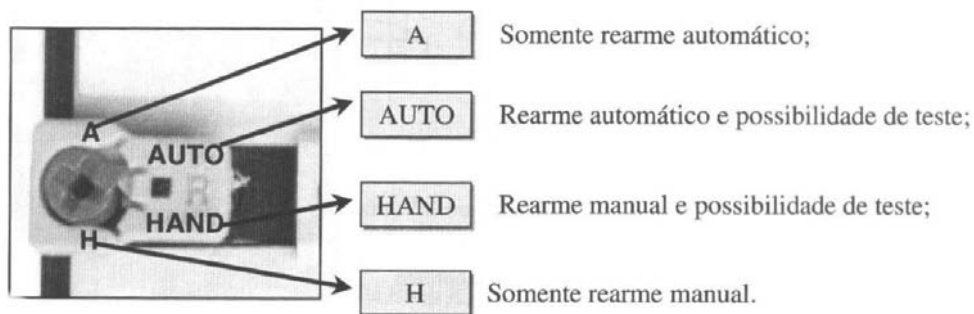 A Somente rearme automático;
A
AUTO Rearme automático e possibilidade de teste;
AUTO
R
HAND Rearme manual e possibilidade de teste;
HAND
H
H Somente rearme manual.